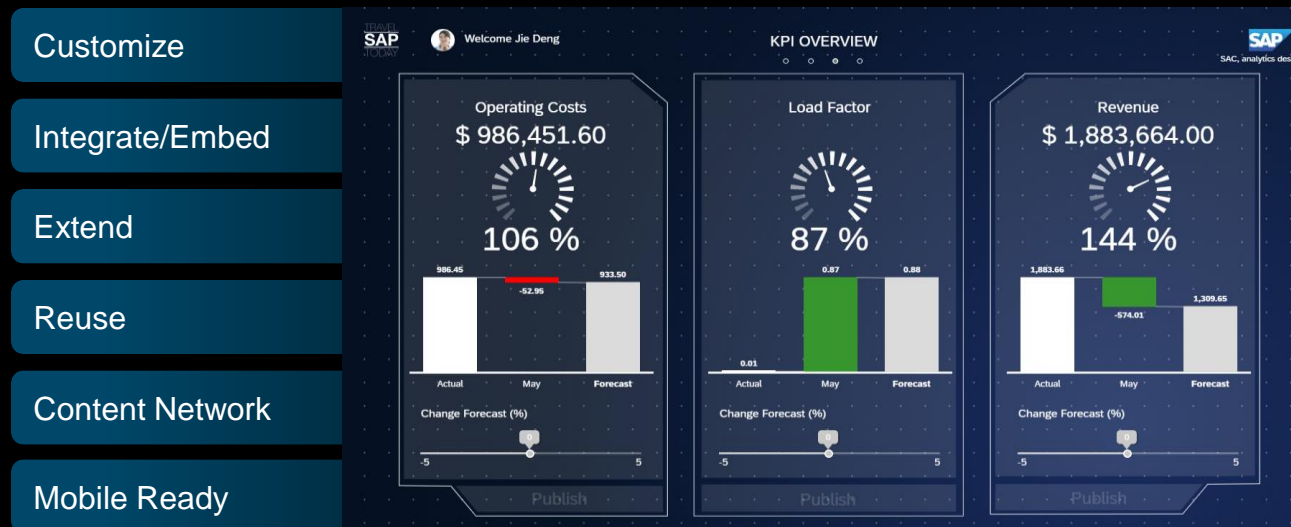 Customize
Integrate/Embed
Extend
Reuse
Content Network
Mobile Ready
TRAVEL
SAP
TODAY
Welcome Jie Deng
KPI OVERVIEW
SAP
SAC, analytics des
Operating Costs
$ 986,451.60
106 %
986.45
-52.95
933.50
Actual May Forecast
Change Forecast (%)
0
-5 5
Publish
Load Factor
87 %
0.01
0.87
0.88
Actual May Forecast
Change Forecast (%)
0
-5 5
Publish
Revenue
$ 1,883,664.00
144 %
1,883.66
-574.01
1,309.65
Actual May Forecast
Change Forecast (%)
0
-5 5
Publish